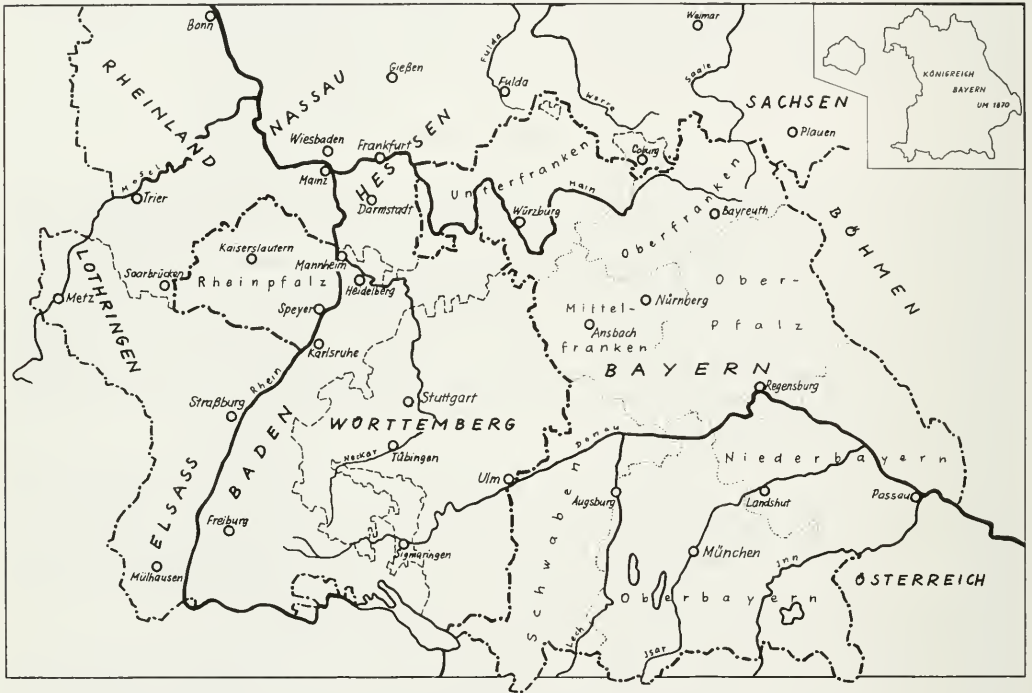 Bonn
Weimar
Gießen
Fulda
Fulda
Saale
Werra
RHEINLAND
NASSAU
SACHSEN
Plauen
KÖNIGREICH
BAYERN
UM 1870
Wiesbaden
Frankfurt
Mainz
HESSEN
Darmstadt
Mosel
Trier
Unterfranken
Coburg
Main
Würzburg
Oberfranken
Bayreuth
BÖHMEN
Kaiserslautern
Saarbrücken
Rheinpfalz
Mannheim
Heidelberg
Speyer
Karlsruhe
LOTHRINGEN
Metz
Mittel-
franken
Ansbach
Nürnberg
Ober-
Pfalz
BAYERN
Regensburg
Rhein
Straßburg
BADEN
ELSASS
Freiburg
Mülhausen
Stuttgart
WÖRTTEMBERG
Neckar
Tübingen
Ulm
Donau
Sigmaringen
Schwaben
Augsburg
Niederbayern
Landshut
Passau
München
Oberbayern
Lech
Jsar
Jnn
ÖSTERREICH